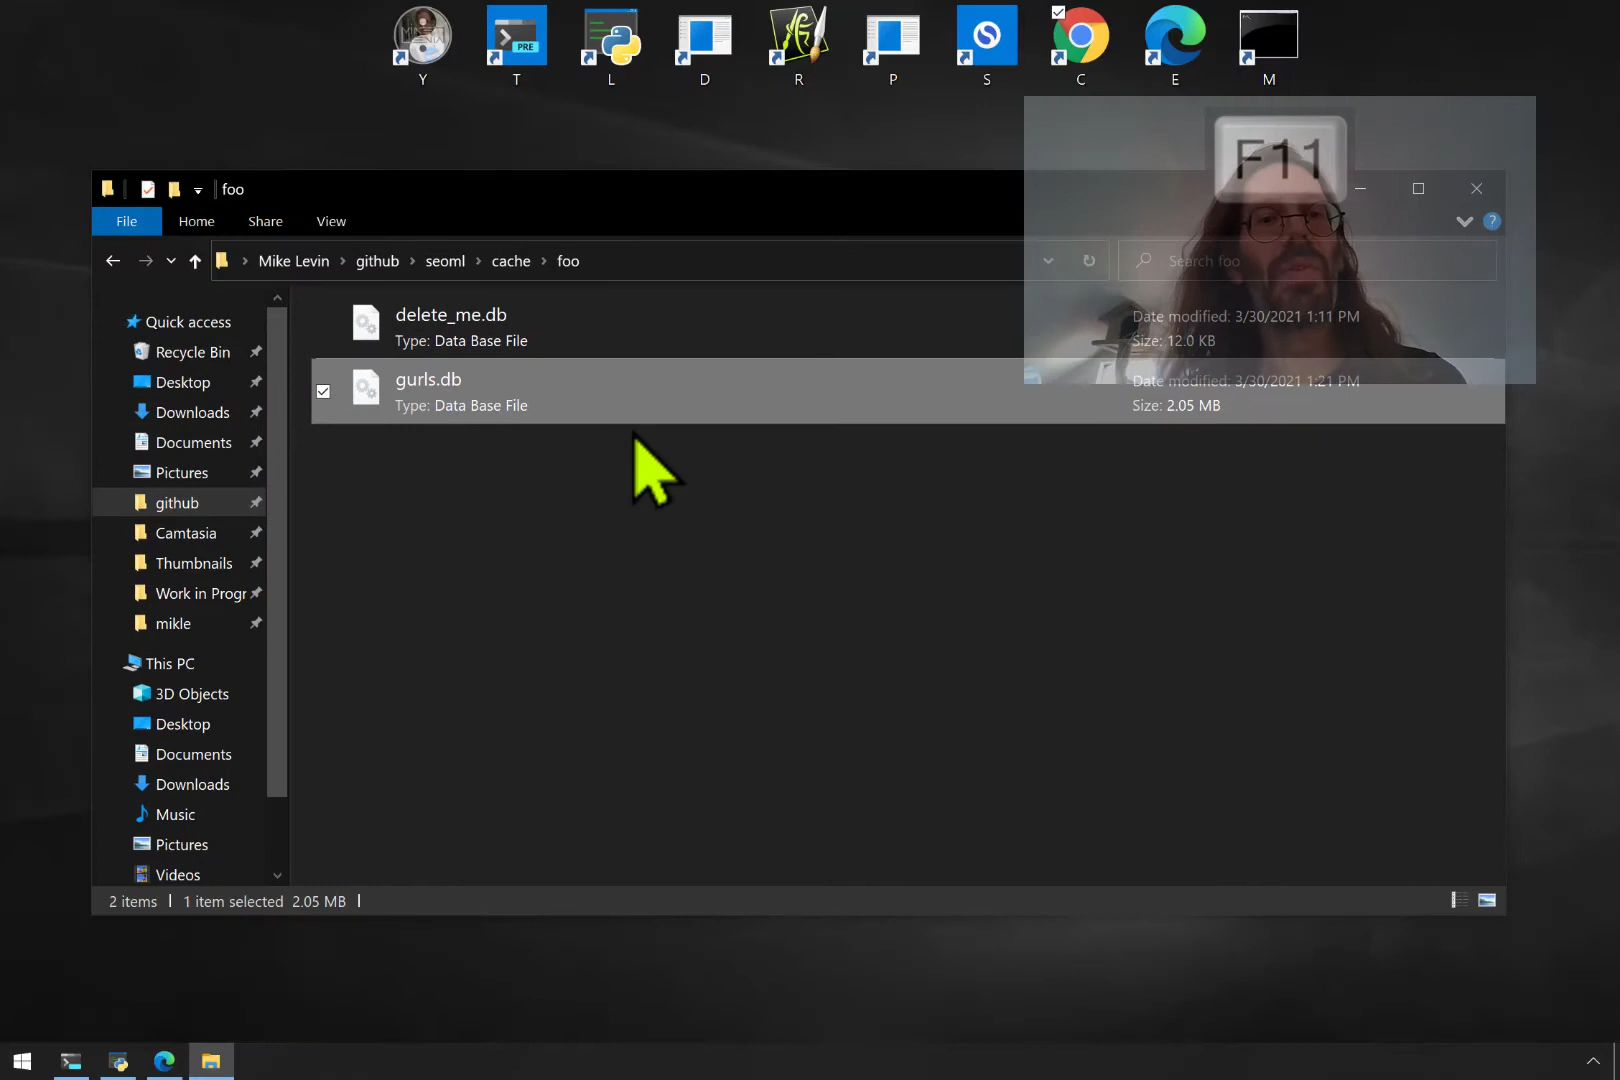 Y
T
L
D
R
P
S
C
E
M
PRE
F11
foo
File
Home
Share
View
Mike Levin
github
seoml
cache
foo
Search foo
Quick access
Recycle Bin
Desktop
Downloads
Documents
Pictures
github
Camtasia
Thumbnails
Work in Progr
mikle
This PC
3D Objects
Desktop
Documents
Downloads
Music
Pictures
Videos
delete_me.db
Type: Data Base File
Date modified: 3/30/2021 1:11 PM
Size: 12.0 KB
gurls.db
Type: Data Base File
Date modified: 3/30/2021 1:21 PM
Size: 2.05 MB
2 items
1 item selected 2.05 MB